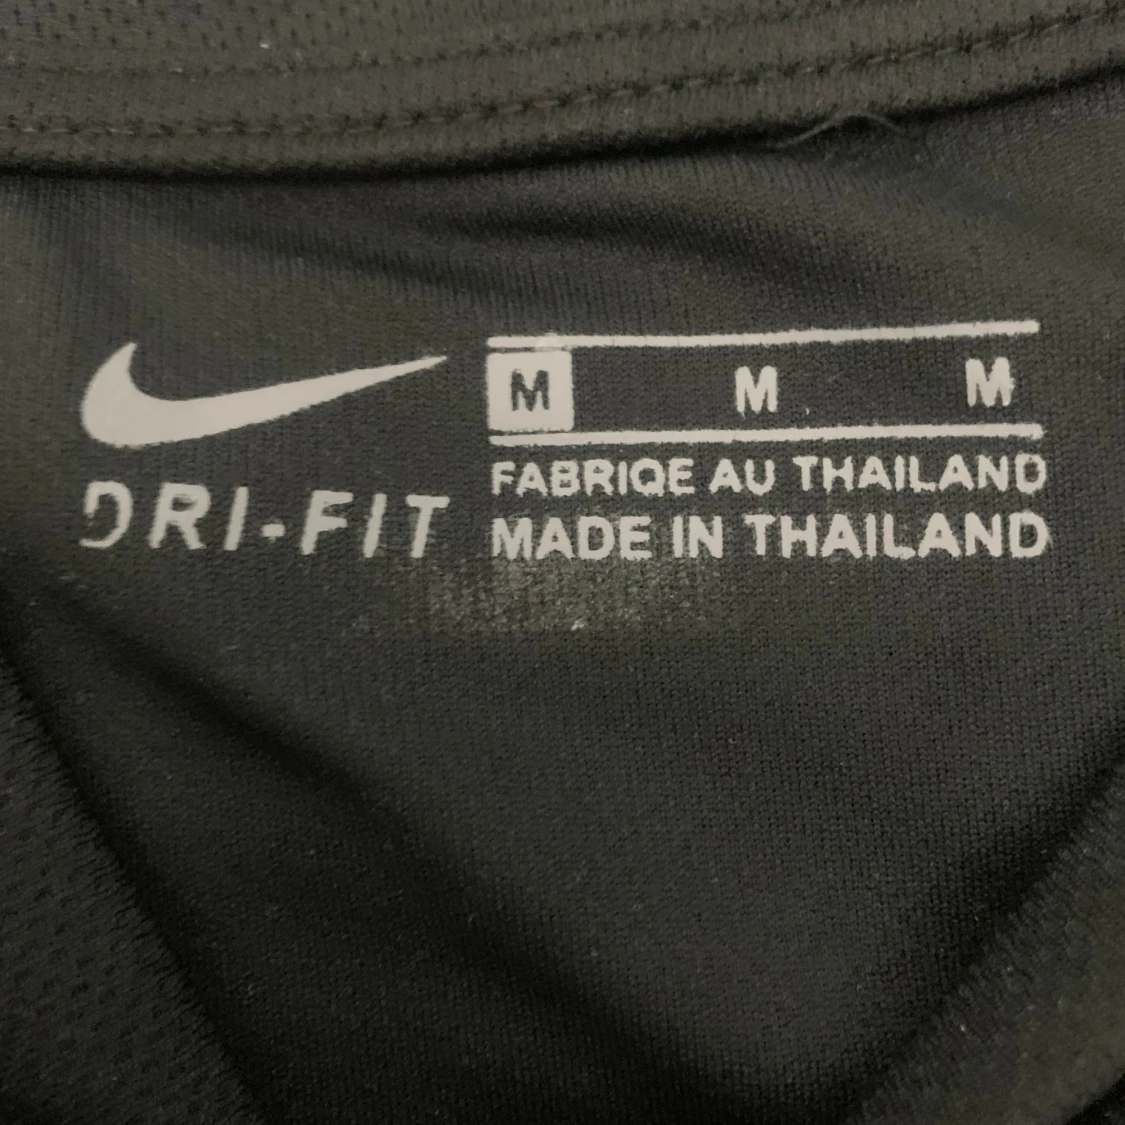 M M M
DRI-FIT
FABRIQE AU THAILAND
MADE IN THAILAND